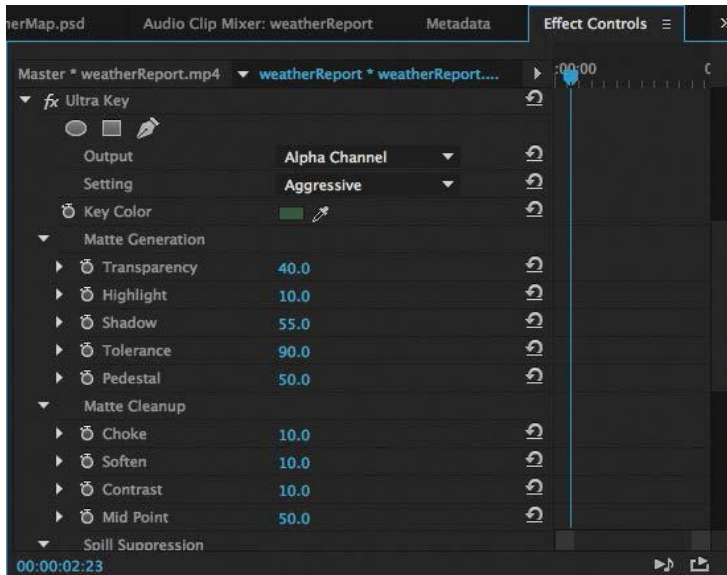 nerMap.psd Audio Clip Mixer: weatherReport Metadata Effect Controls
Master * weatherReport.mp4 weatherReport * weatherReport.... :00:00
fx Ultra Key
Output Alpha Channel
Setting Aggressive
Key Color
Matte Generation
Transparency 40.0
Highlight 10.0
Shadow 55.0
Tolerance 90.0
Pedestal 50.0
Matte Cleanup
Choke 10.0
Soften 10.0
Contrast 10.0
Mid Point 50.0
Spill Suppression
00:00:02:23